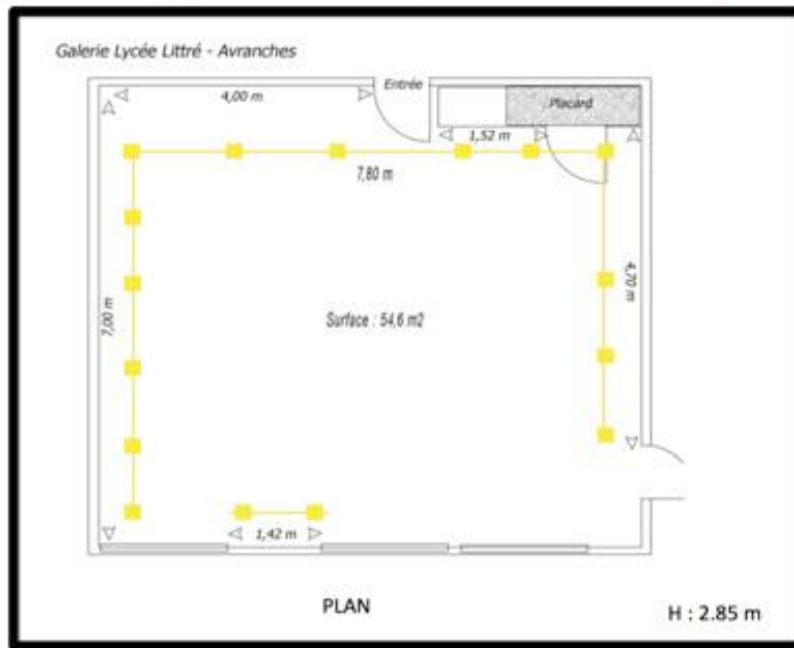 Galerie Lycée Littré - Avranches
Entrée
4,00 m
Placard
1,52 m
7,80 m
7,00 m
4,70 m
Surface : 54,6 m2
1,42 m
PLAN
H : 2.85 m